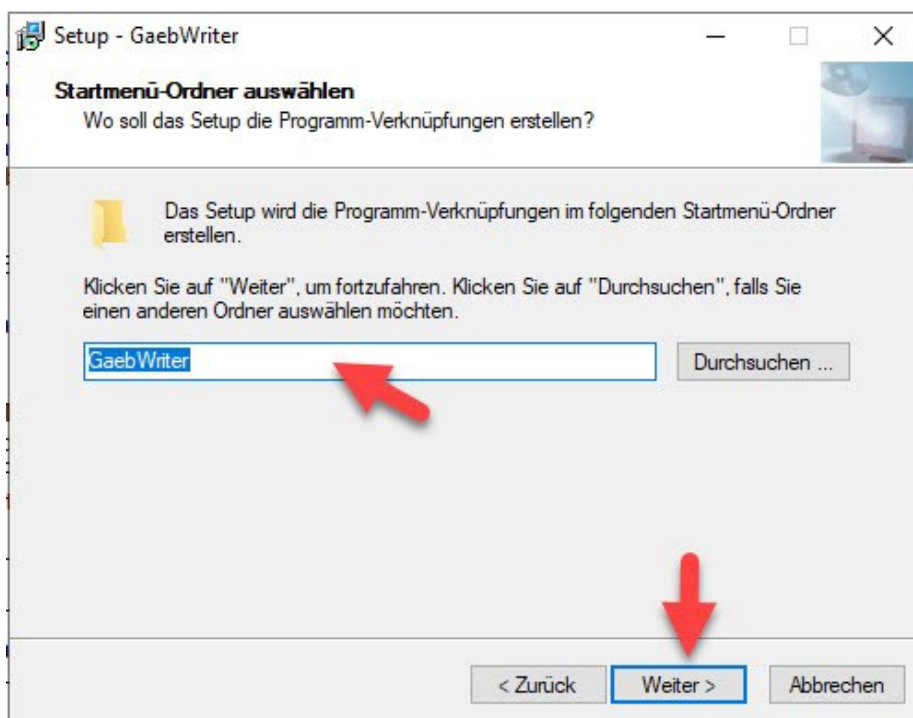 Setup - GaebWriter
Startmenü-Ordner auswählen
Wo soll das Setup die Programm-Verknüpfungen erstellen?
Das Setup wird die Programm-Verknüpfungen im folgenden Startmenü-Ordner
erstellen.
Klicken Sie auf "Weiter", um fortzufahren. Klicken Sie auf "Durchsuchen", falls Sie
einen anderen Ordner auswählen möchten.
GaebWriter
Durchsuchen ...
< Zurück
Weiter >
Abbrechen